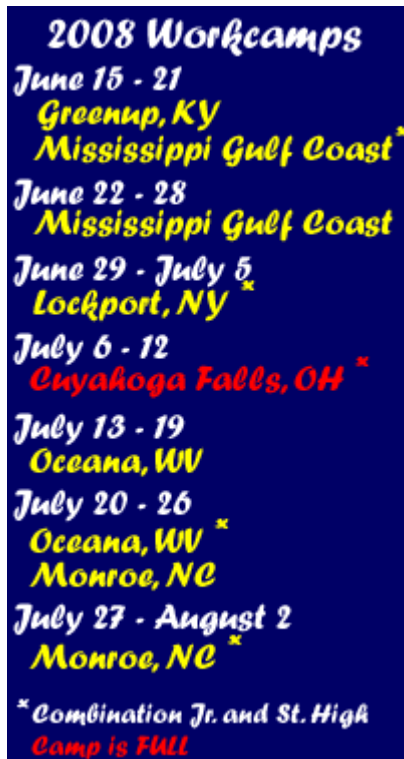 2008 Workcamps
June 15 - 21
Greenup, KY
Mississippi Gulf Coast*
June 22 - 28
Mississippi Gulf Coast
June 29 - July 5
Lockport, NY *
July 6 - 12
Cuyahoga Falls, OH *
July 13 - 19
Oceana, WV
July 20 - 26
Oceana, WV *
Monroe, NC
July 27 - August 2
Monroe, NC *
*Combination Jr. and St. High
Camp is FULL